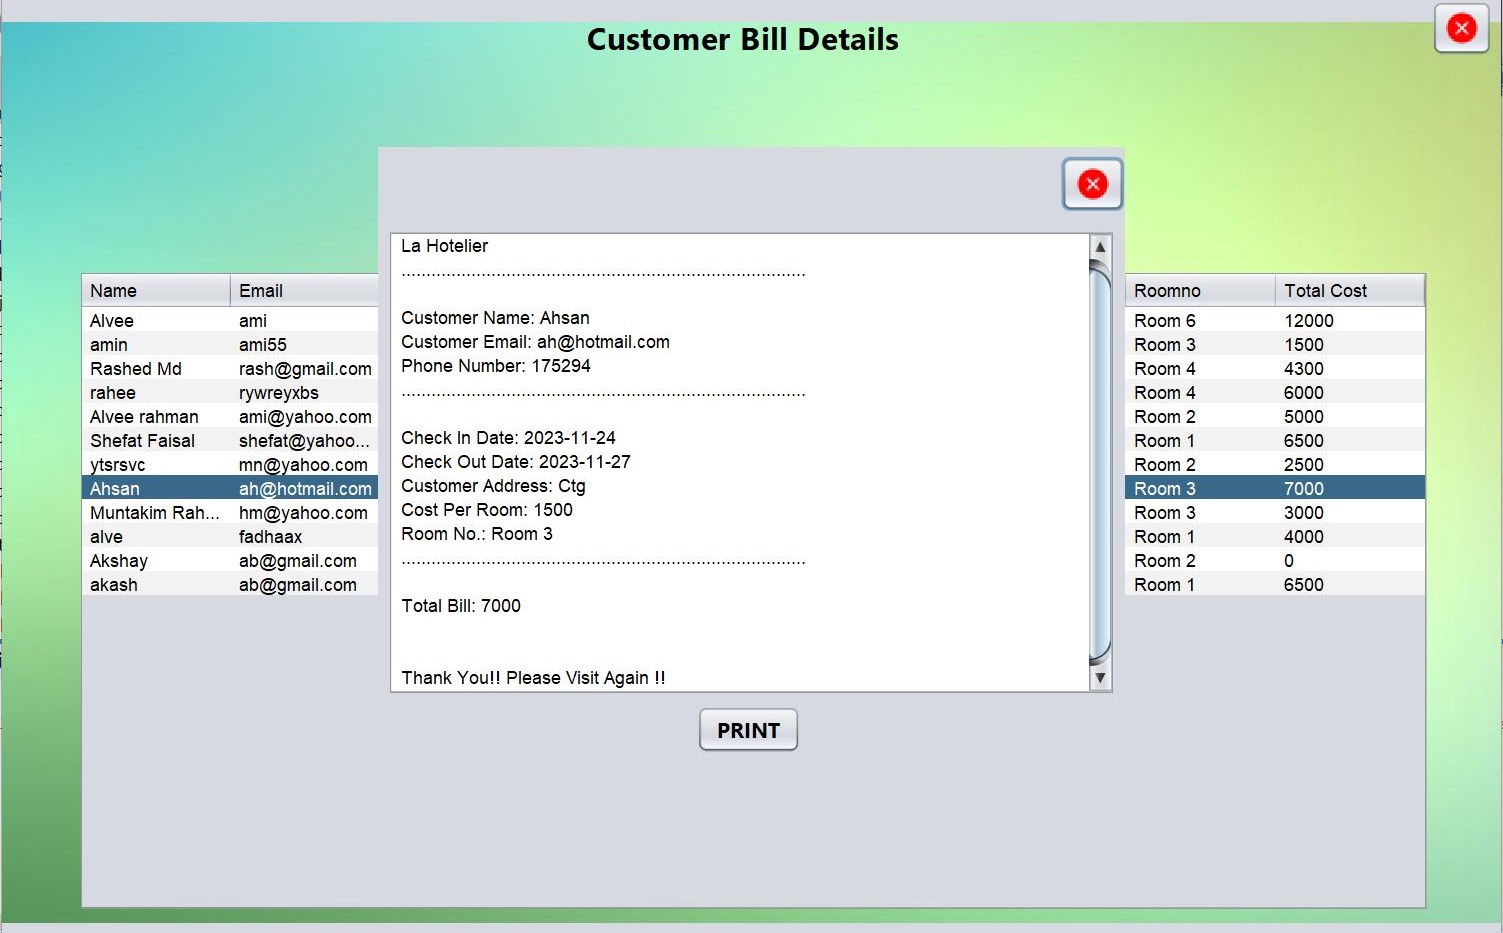 Customer Bill Details
Name Email Roomno Total Cost
Alvee ami Room 6 12000
amin ami55 Room 3 1500
Rashed Md rash@gmail.com Room 4 4300
rahee rywreyxbs Room 4 6000
Alvee rahman ami@yahoo.com Room 2 5000
Shefat Faisal shefat@yahoo... Room 1 6500
ytsrsvc mn@yahoo.com Room 2 2500
Ahsan ah@hotmail.com Room 3 7000
Muntakim Rah... hm@yahoo.com Room 3 3000
alve fadhaax Room 1 4000
Akshay ab@gmail.com Room 2 0
akash ab@gmail.com Room 1 6500
La Hotelier
.................................................................................
Customer Name: Ahsan
Customer Email: ah@hotmail.com
Phone Number: 175294
.................................................................................
Check In Date: 2023-11-24
Check Out Date: 2023-11-27
Customer Address: Ctg
Cost Per Room: 1500
Room No.: Room 3
.................................................................................
Total Bill: 7000
Thank You!! Please Visit Again !!
PRINT